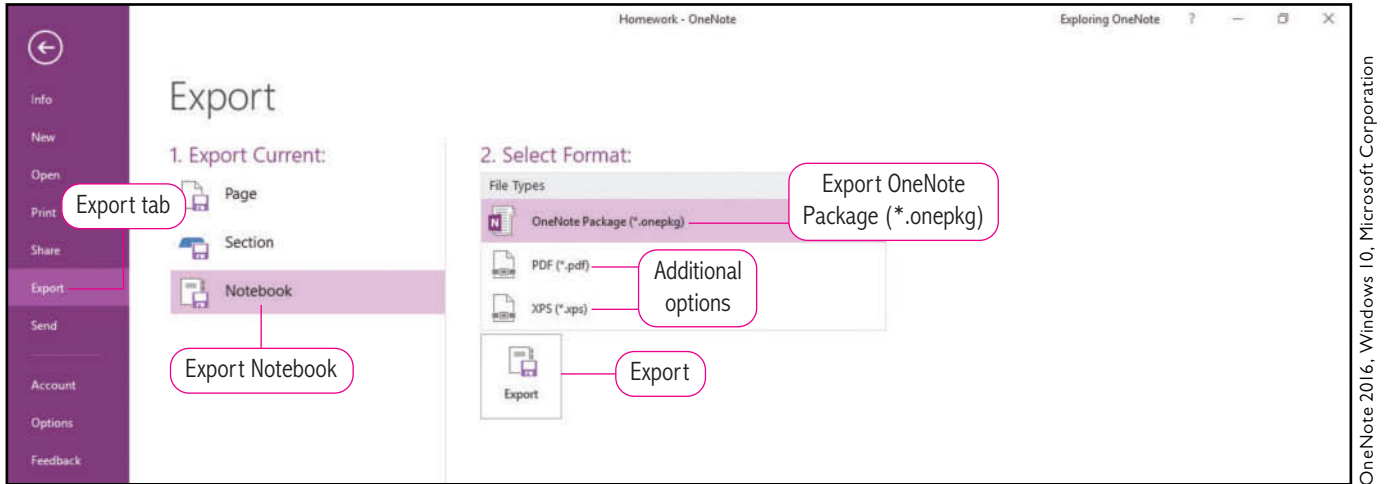 Homework - OneNote
Exploring OneNote ?
Info
New
Open
Print
Share
Export
Send
Account
Options
Feedback
Export tab
Export
1. Export Current:
Page
Section
Notebook
Export Notebook
2. Select Format:
File Types
OneNote Package (*.onepkg)
PDF (*.pdf)
XPS (*.xps)
Export
Export OneNote
Package (*.onepkg)
Additional
options
Export
OneNote 2016, Windows 10, Microsoft Corporation